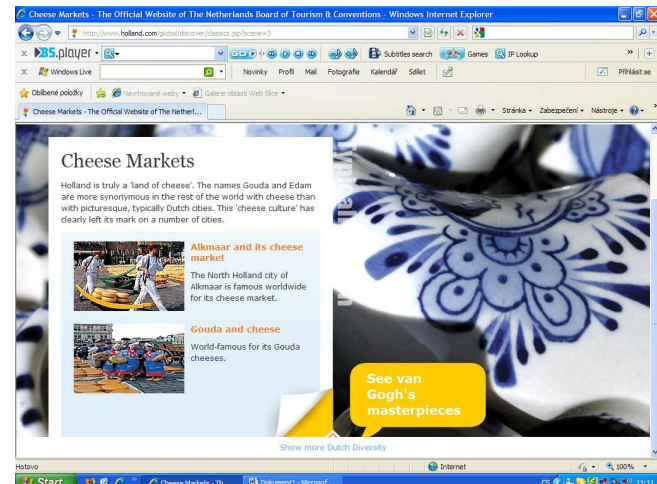 Cheese Markets - The Official Website of The Netherlands Board of Tourism & Conventions - Windows Internet Explorer
http://www.holland.com/global/discover/classics.jsp?scene=3
BS.player
Subtitles search
Games
IP Lookup
Windows Live
Novinky Profil Mail Fotografie Kalendář Sdílet
Přihlásit se
Oblíbené položky
Navrhované weby
Galerie oblastí Web Slice
Cheese Markets - The Official Website of The Netherl...
Stránka Zabezpečení Nástroje
Cheese Markets
Holland is truly a 'land of cheese'. The names Gouda and Edam
are more synonymous in the rest of the world with cheese than
with picturesque, typically Dutch cities. This 'cheese culture' has
clearly left its mark on a number of cities.
Alkmaar and its cheese
market
The North Holland city of
Alkmaar is famous worldwide
for its cheese market.
Gouda and cheese
World-famous for its Gouda
cheeses.
typical
See van
Gogh's
masterpieces
Show more Dutch Diversity
Hotovo
Internet
100%
Start
Cheese Markets - Th...
Dokument1 - Microsof...
CS
11:11